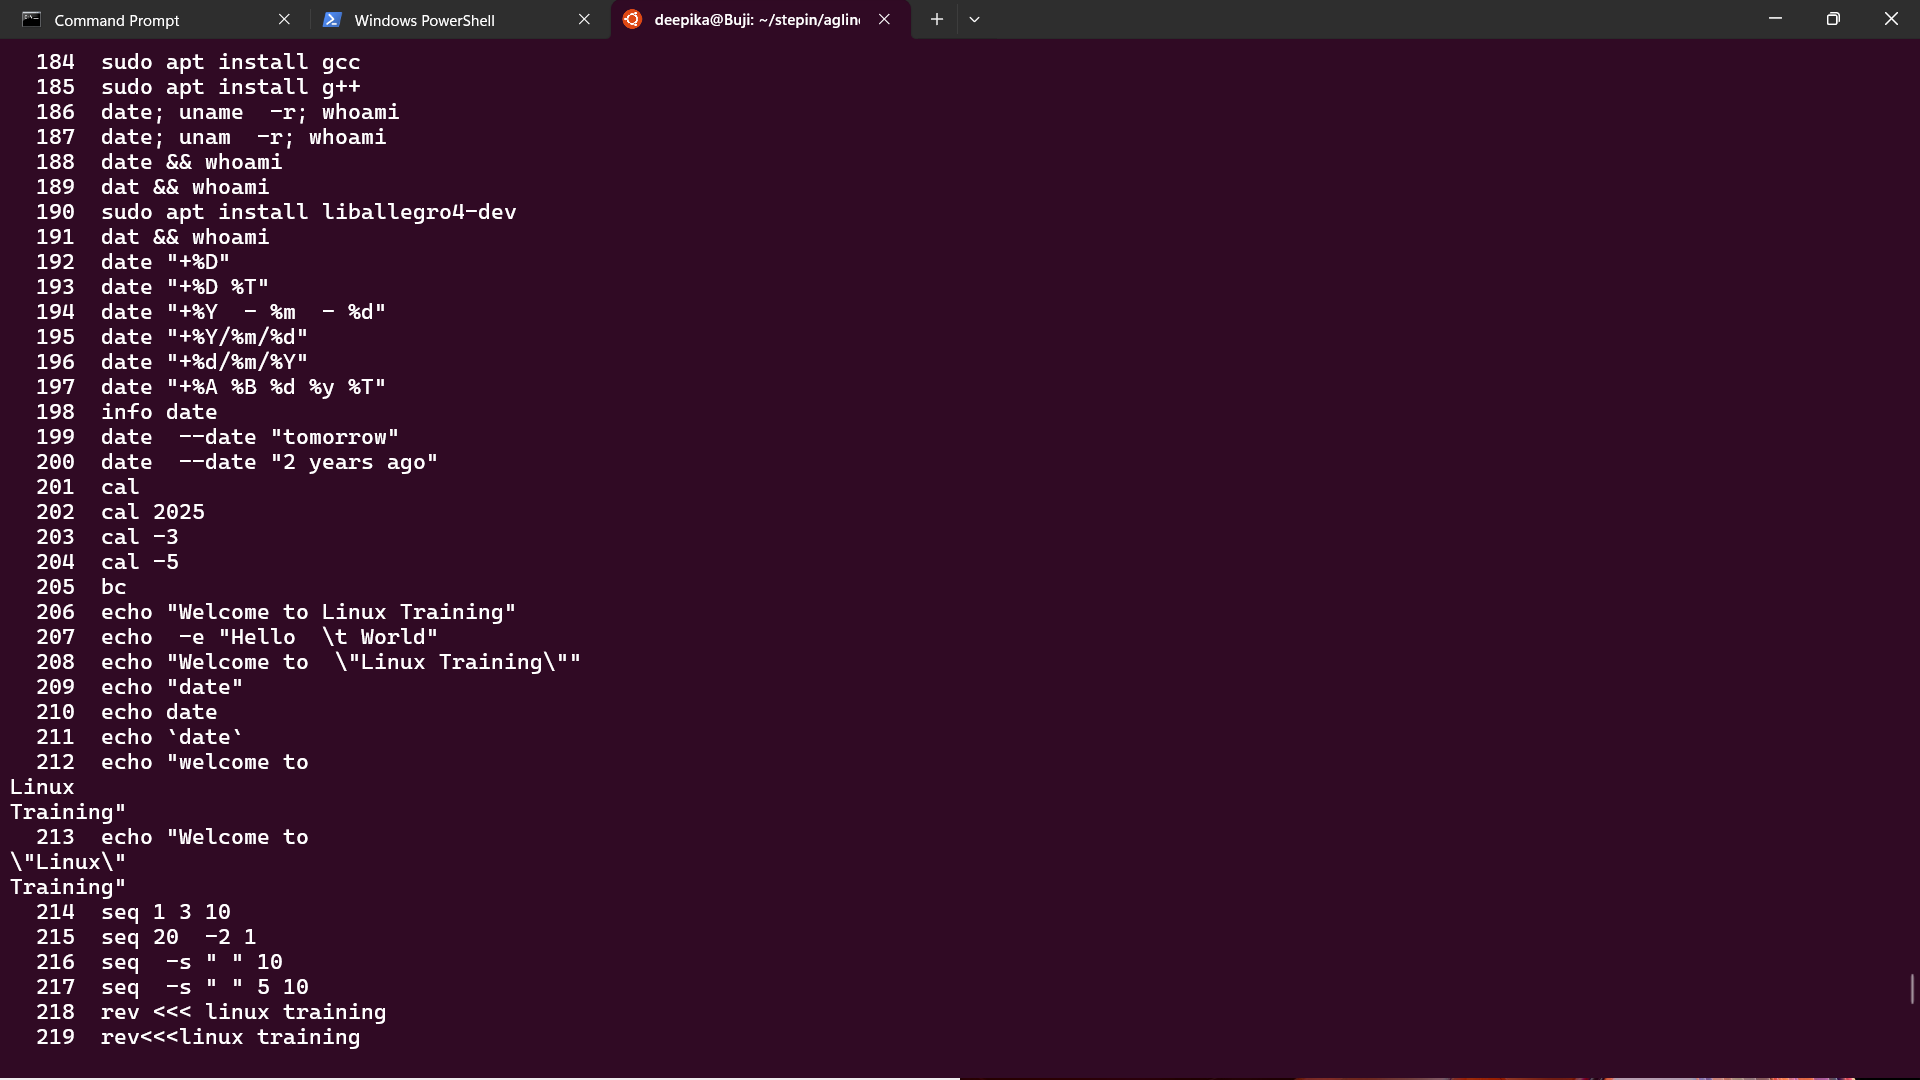 Command Prompt
Windows PowerShell
deepika@Buji: ~/stepin/aglin
184  sudo apt install gcc
185  sudo apt install g++
186  date; uname  -r; whoami
187  date; unam  -r; whoami
188  date && whoami
189  dat && whoami
190  sudo apt install liballegro4-dev
191  dat && whoami
192  date "+%D"
193  date "+%D %T"
194  date "+%Y  - %m  - %d"
195  date "+%Y/%m/%d"
196  date "+%d/%m/%Y"
197  date "+%A %B %d %y %T"
198  info date
199  date  --date "tomorrow"
200  date  --date "2 years ago"
201  cal
202  cal 2025
203  cal -3
204  cal -5
205  bc
206  echo "Welcome to Linux Training"
207  echo  -e "Hello  \t World"
208  echo "Welcome to  \"Linux Training\""
209  echo "date"
210  echo date
211  echo `date`
212  echo "welcome to
Linux
Training"
213  echo "Welcome to
\"Linux\"
Training"
214  seq 1 3 10
215  seq 20  -2 1
216  seq  -s " " 10
217  seq  -s " " 5 10
218  rev <<< linux training
219  rev<<<linux training